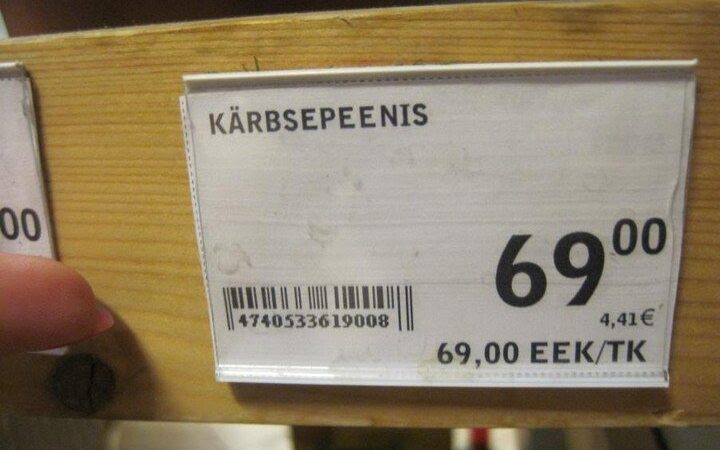 00
KÄRBSEPEENIS
69⁰⁰
4,41€
4740533619008
69,00 EEK/TK